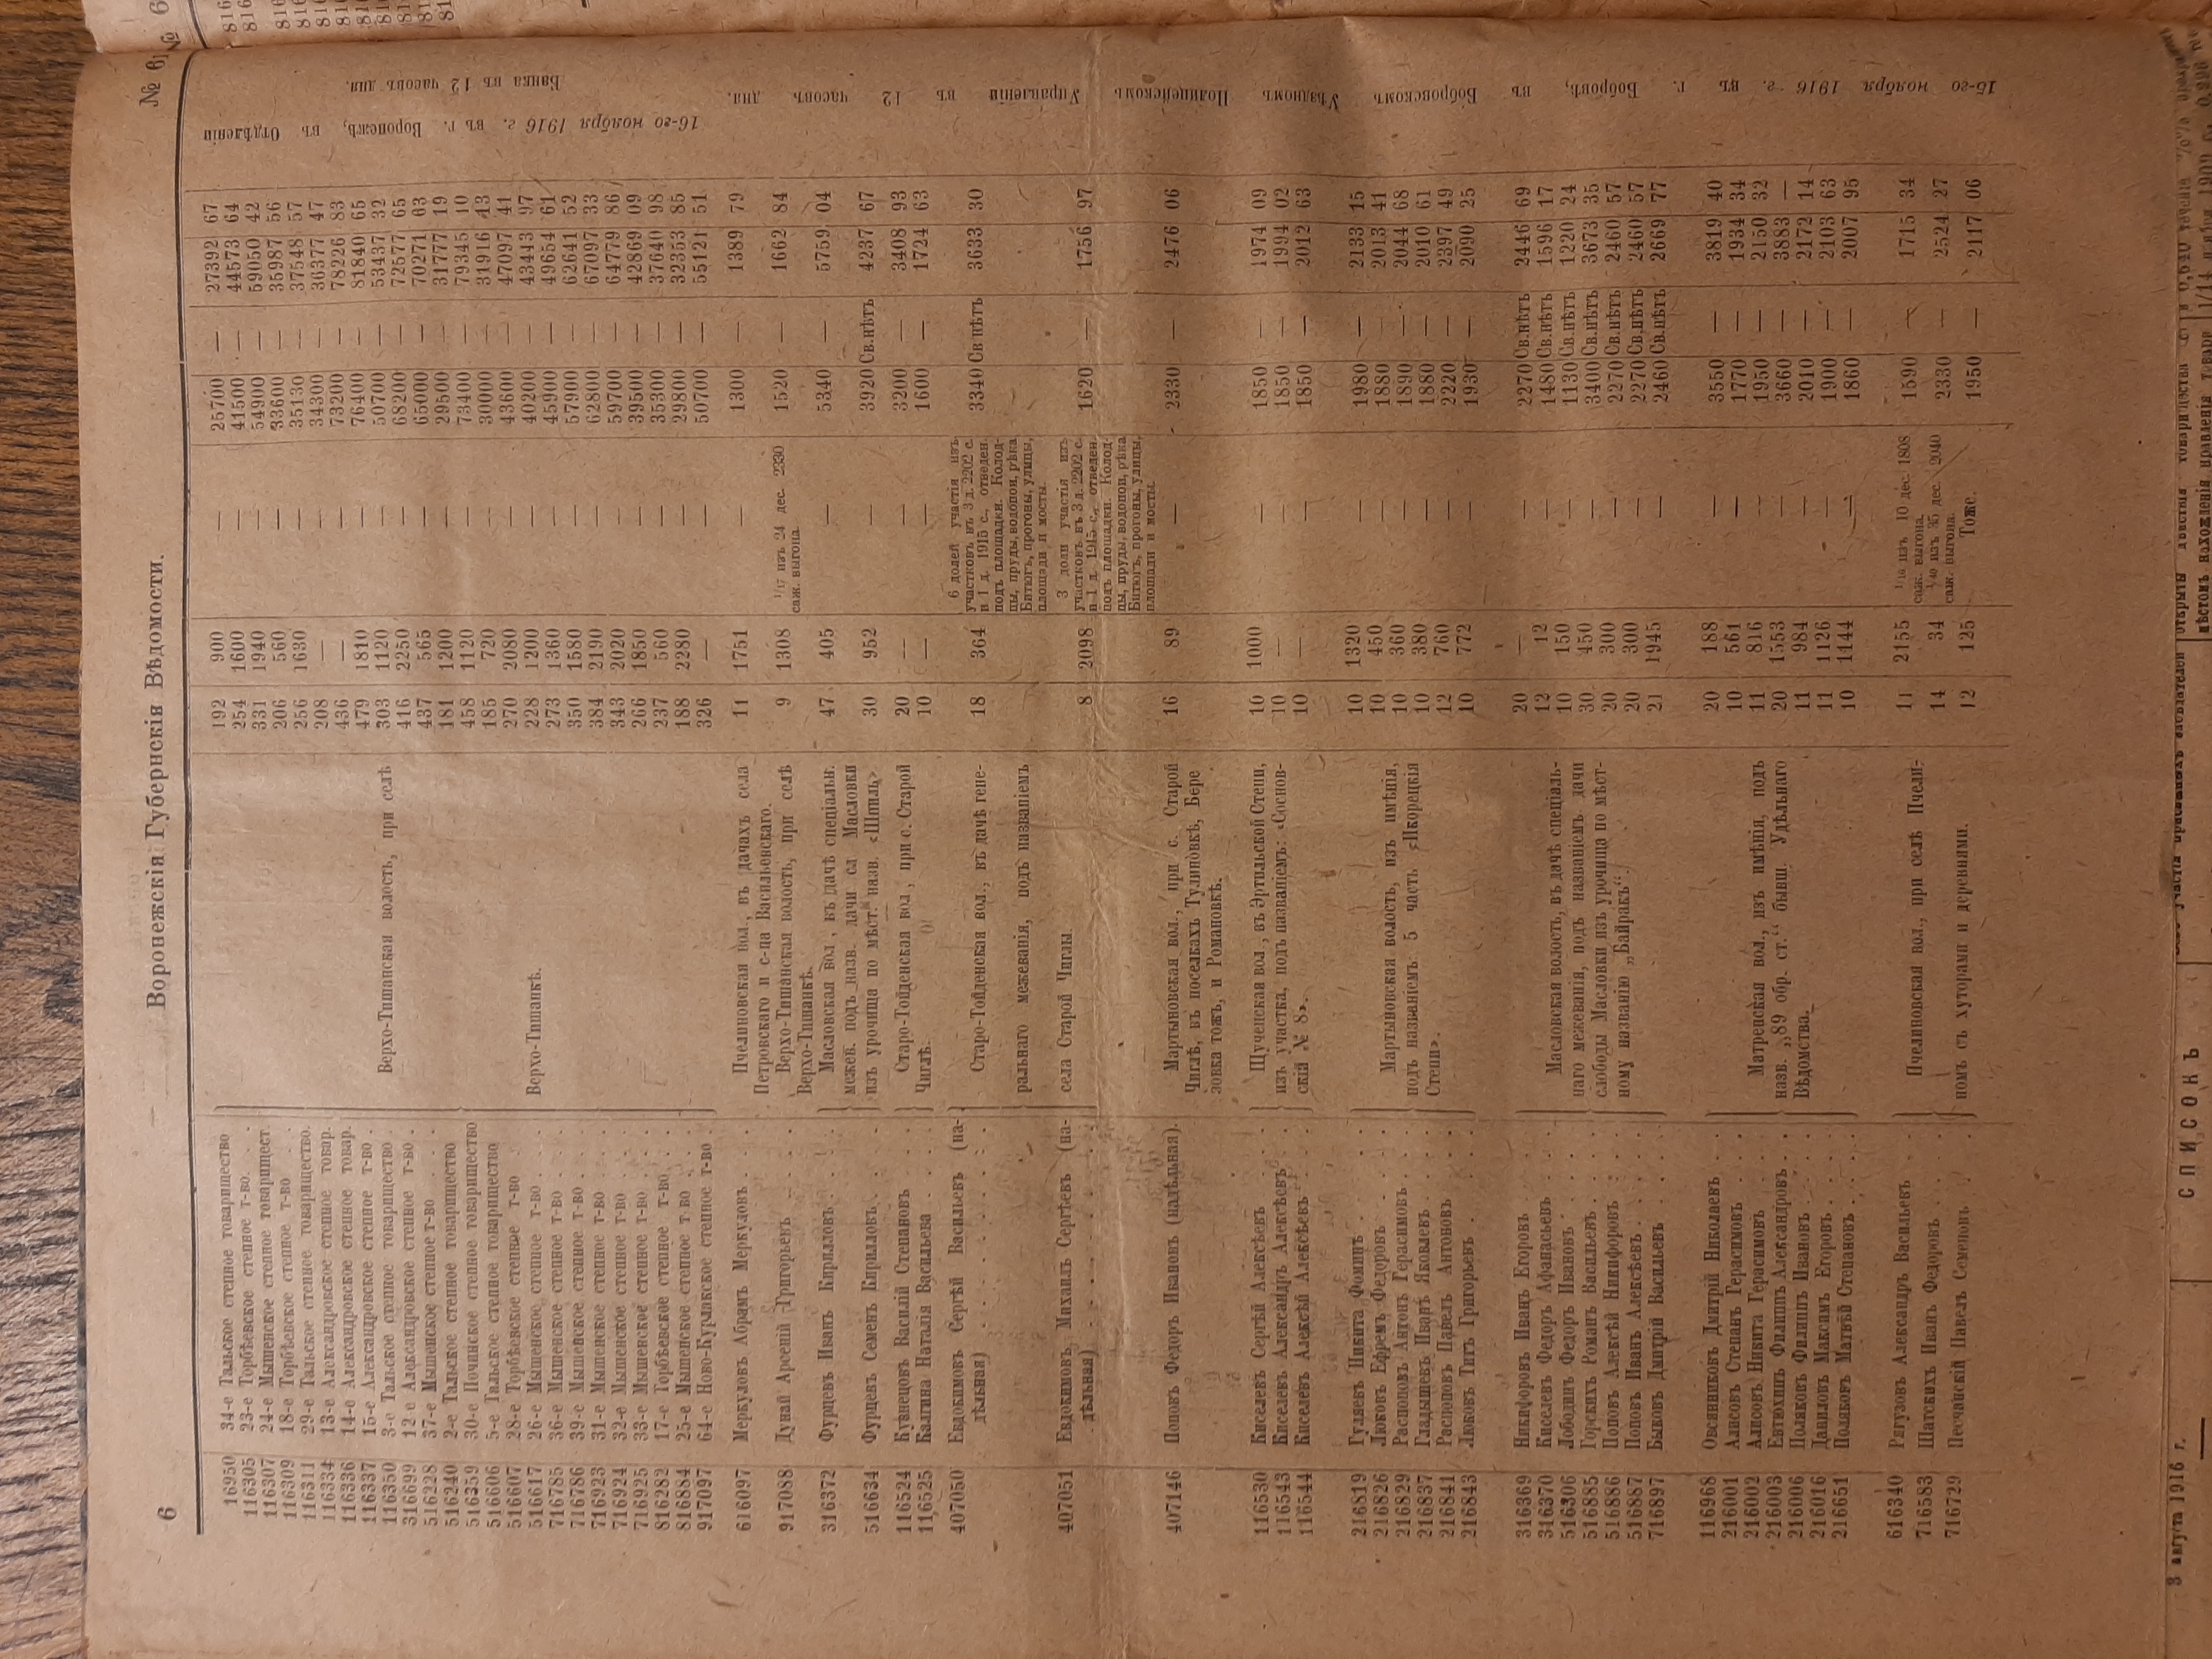 6 Воронежскія Губернскія Вѣдомости. №
16950 34-е Тальское степное товарищество 192 900 — 25700 — 27392 67
116305 23-е Торбѣевское степное т-во. . . 254 1600 — 41500 — 44573 64
116307 24-е Мышенское степное товарищест. 331 1940 — 54900 — 59050 42
116309 18-е Торбѣевское степное т-во . . 206 560 — 33600 — 35987 56
116311 29-е Тальское степное товарищество. 256 1630 — 35130 — 37548 57
116334 13-е Александровское степное товар. 208 — — 34300 — 36377 47
116336 14-е Александровское степное товар. 436 — — 73200 — 78226 83
116337 15-е Александровское степное т-во . 479 1810 — 76400 — 81840 65
116350 3-е Тальское степное товарищество . Верхо-Тишанская волость, при селѣ 303 1120 — 50700 — 53437 32
316699 12 е Александровское степное т-во . 416 2250 — 68200 — 72577 65
516228 37-е Мышенское степное т-во . . . 437 565 — 65000 — 70271 63
516240 2-е Тальское степное товарищество 181 1200 — 29500 — 31777 19
516359 30-е Починское степное товарищество 458 1120 — 73400 — 79345 10
516606 5-е Тальское степное товарищество 185 720 — 30000 — 31916 13
516607 28-е Торбѣевское степное т-во . 270 2080 — 43600 — 47097 41
516617 26-е Мышенское степное т-во . . . Верхо-Тишанкѣ. 228 1200 — 40200 — 43443 97
716785 36-е Мышенское степное т-во . . . 273 1360 — 45900 — 49654 61
716786 39-е Мышенское степное т-во . . . 350 1580 — 57900 — 62641 52
716923 31-е Мышенское степное т-во . . . 384 2190 — 62800 — 67097 33
716924 32-е Мышенское степное т-во . . . 343 2020 — 59700 — 64779 86
716925 33-е Мышенское степное т-во . . . 266 1850 — 39500 — 42869 09
816282 17-е Торбѣевское степное т-во . . 237 560 — 35300 — 37640 98
816884 25-е Мышенское степное т во . . . 188 2280 — 29800 — 32353 85
917097 64-е Ново-Курлакское степное т-во . 326 — — 50700 — 55121 51
616097 Меркуловъ Абрамъ Меркуловъ . . . Пчелиновская вол., въ дачахъ села 11 1751 — 1300 — 1389 79
Петровскаго и с-ца Васильевскаго.
917088 Дунай Арсеній Григорьевъ . . . . Верхо-Тишанская волость, при селѣ 9 1308 1/17 изъ 24 дес. 2330 1520 — 1662 84
Верхо-Тишанкѣ. саж. выгона.
316372 Фурцевъ Иванъ Кирилловъ . . . . Масловская вол , въ дачѣ спеціальн. 47 405 — 5340 — 5759 04
межев. подъ назв. дачи сл Масловки
516634 Фурцевъ Семенъ Кирилловъ . . . . изъ урочища по мѣст. назв. «Шпиль» 30 952 — 3920 Св.нѣтъ 4237 67
116524 Кузнецовъ Василій Степановъ . . . Старо-Тойденская вол , при с. Старой 20 — — 3200 — 3408 93
116525 Калгина Наталія Васильева . . . . Чиглѣ. 10 — — 1600 — 1724 63
407050 Евдокимовъ Сергѣй Васильевъ (на-
дѣльная) . . . . . . . . . . Старо-Тойденская вол., въ дачѣ гене- 18 364 3340 Св нѣтъ 3633 30
ральнаго межеванія, подъ названіемъ
6 долей участія изъ
участковъ въ 3 д. 2202 с.
и 1 д. 1915 с., отведен.
подъ площадки. Колод-
цы, пруды, водопои, рѣка
Битюгъ, прогоны, улицы,
площади и мосты.
407051 Евдокимовъ Михаилъ Сергѣевъ (на- села Старой Чиглы.
дѣльная) . . . . . . . . . . 8 2098 1620 — 1756 97
3 доли участія изъ
участковъ въ 3 д. 2202 с.
и 1 д. 1915 с., отведен.
подъ площадки. Колод-
цы, пруды, водопои, рѣка
Битюгъ, прогоны, улицы,
площади и мосты.
407146 Поповъ Федоръ Ивановъ (надѣльная). Мартыновская вол., при с. Старой 16 89 — 2330 — 2476 06
Чиглѣ, въ поселкахъ Тулиновкѣ, Бере
зовка тожъ, и Романовкѣ.
116530 Киселевъ Сергѣй Алексѣевъ . . . Щученская вол., въ Эртильской Степи, 10 1000 — 1850 — 1974 09
116543 Киселевъ Александръ Алексѣевъ . . изъ участка, подъ названіемъ: «Соснов- 10 — — 1850 — 1994 02
116544 Киселевъ Алексѣй Алексѣевъ . . . скій № 8». 10 — — 1850 — 2012 63
216819 Гуляевъ Никита Фоминъ . . . 10 1320 — 1980 — 2133 15
216826 Люковъ Ефремъ Федоровъ . . . . Мартыновская волость, изъ имѣнія, 10 450 — 1880 — 2013 41
216829 Распоповъ Антонъ Герасимовъ . . . подъ названіемъ 5 часть «Икорецкія 10 360 — 1890 — 2044 68
216837 Гладышевъ Иванъ Яковлевъ . . . . Степи». 10 380 — 1880 — 2010 61
216841 Распоповъ Павелъ Антоновъ . . 12 760 — 2220 — 2397 49
216843 Люковъ Титъ Григорьевъ . . . . 10 772 — 1930 — 2090 25
316369 Никифоровъ Иванъ Егоровъ . . . 20 — — 2270 Св.нѣтъ 2446 69
316370 Киселевъ Федоръ Афанасьевъ . . . Масловская волость, въ дачѣ спеціаль- 12 12 — 1480 Св.нѣтъ 1596 17
516306 Лободинъ Федоръ Ивановъ . . . наго межеванія, подъ названіемъ дачи 10 150 — 1130 Св.нѣтъ 1220 24
516885 Горскихъ Романъ Васильевъ . . . . слободы Масловки изъ урочища по мѣст- 30 450 — 3400 Св.нѣтъ 3673 35
516886 Поповъ Алексѣй Никифоровъ . . . ному названію „Байракъ“. 20 300 — 2270 Св.нѣтъ 2460 57
516887 Поповъ Иванъ Алексѣевъ . . . . . 20 300 — 2270 Св.нѣтъ 2460 57
716897 Быковъ Дмитрій Васильевъ . . . . 21 1945 — 2460 Св.нѣтъ 2669 77
116968 Овсянниковъ Дмитрій Николаевъ . . 20 188 — 3550 — 3819 40
216001 Алисовъ Степанъ Герасимовъ . . . 10 561 — 1770 — 1934 34
216002 Алисовъ Никита Герасимовъ . . . Матренская вол., изъ имѣнія, подъ 11 816 — 1950 — 2150 32
216003 Евтюхинъ Филиппъ Александровъ . . назв. „89 обр. ст.“ бывш. Удѣльнаго 20 1553 — 3660 — 3883 —
216006 Поляковъ Филиппъ Ивановъ . . . . Вѣдомства. 11 984 — 2010 — 2172 14
216016 Даниловъ Максимъ Егоровъ . . . . 11 1126 — 1900 — 2103 63
216651 Поляковъ Матвѣй Степановъ . . . . 10 1144 — 1860 — 2007 95
616340 Рягузовъ Александръ Васильевъ . . 11 2155 1/16 изъ 10 дес. 1808 1590 — 1715 34
Пчелиновская вол., при селѣ Пчели- саж. выгона.
716583 Шатскихъ Иванъ Федоровъ . . . . 14 34 1/40 изъ 35 дес. 2040 2330 — 2524 27
саж. выгона.
716729 Песчанскій Павелъ Семеновъ . . номъ съ хуторами и деревнями. 12 125 Тоже. 1950 — 2117 06
16-го ноября 1916 г. въ г. Воронежѣ, въ Отдѣленіи
Банка въ 12 часовъ дня.
15-го ноября 1916 г. въ г. Бобровѣ, въ Бобровскомъ Уѣздномъ Полицейскомъ Управленіи въ 12 часовъ дня.
3 августа 1916 г.
СПИСОКЪ